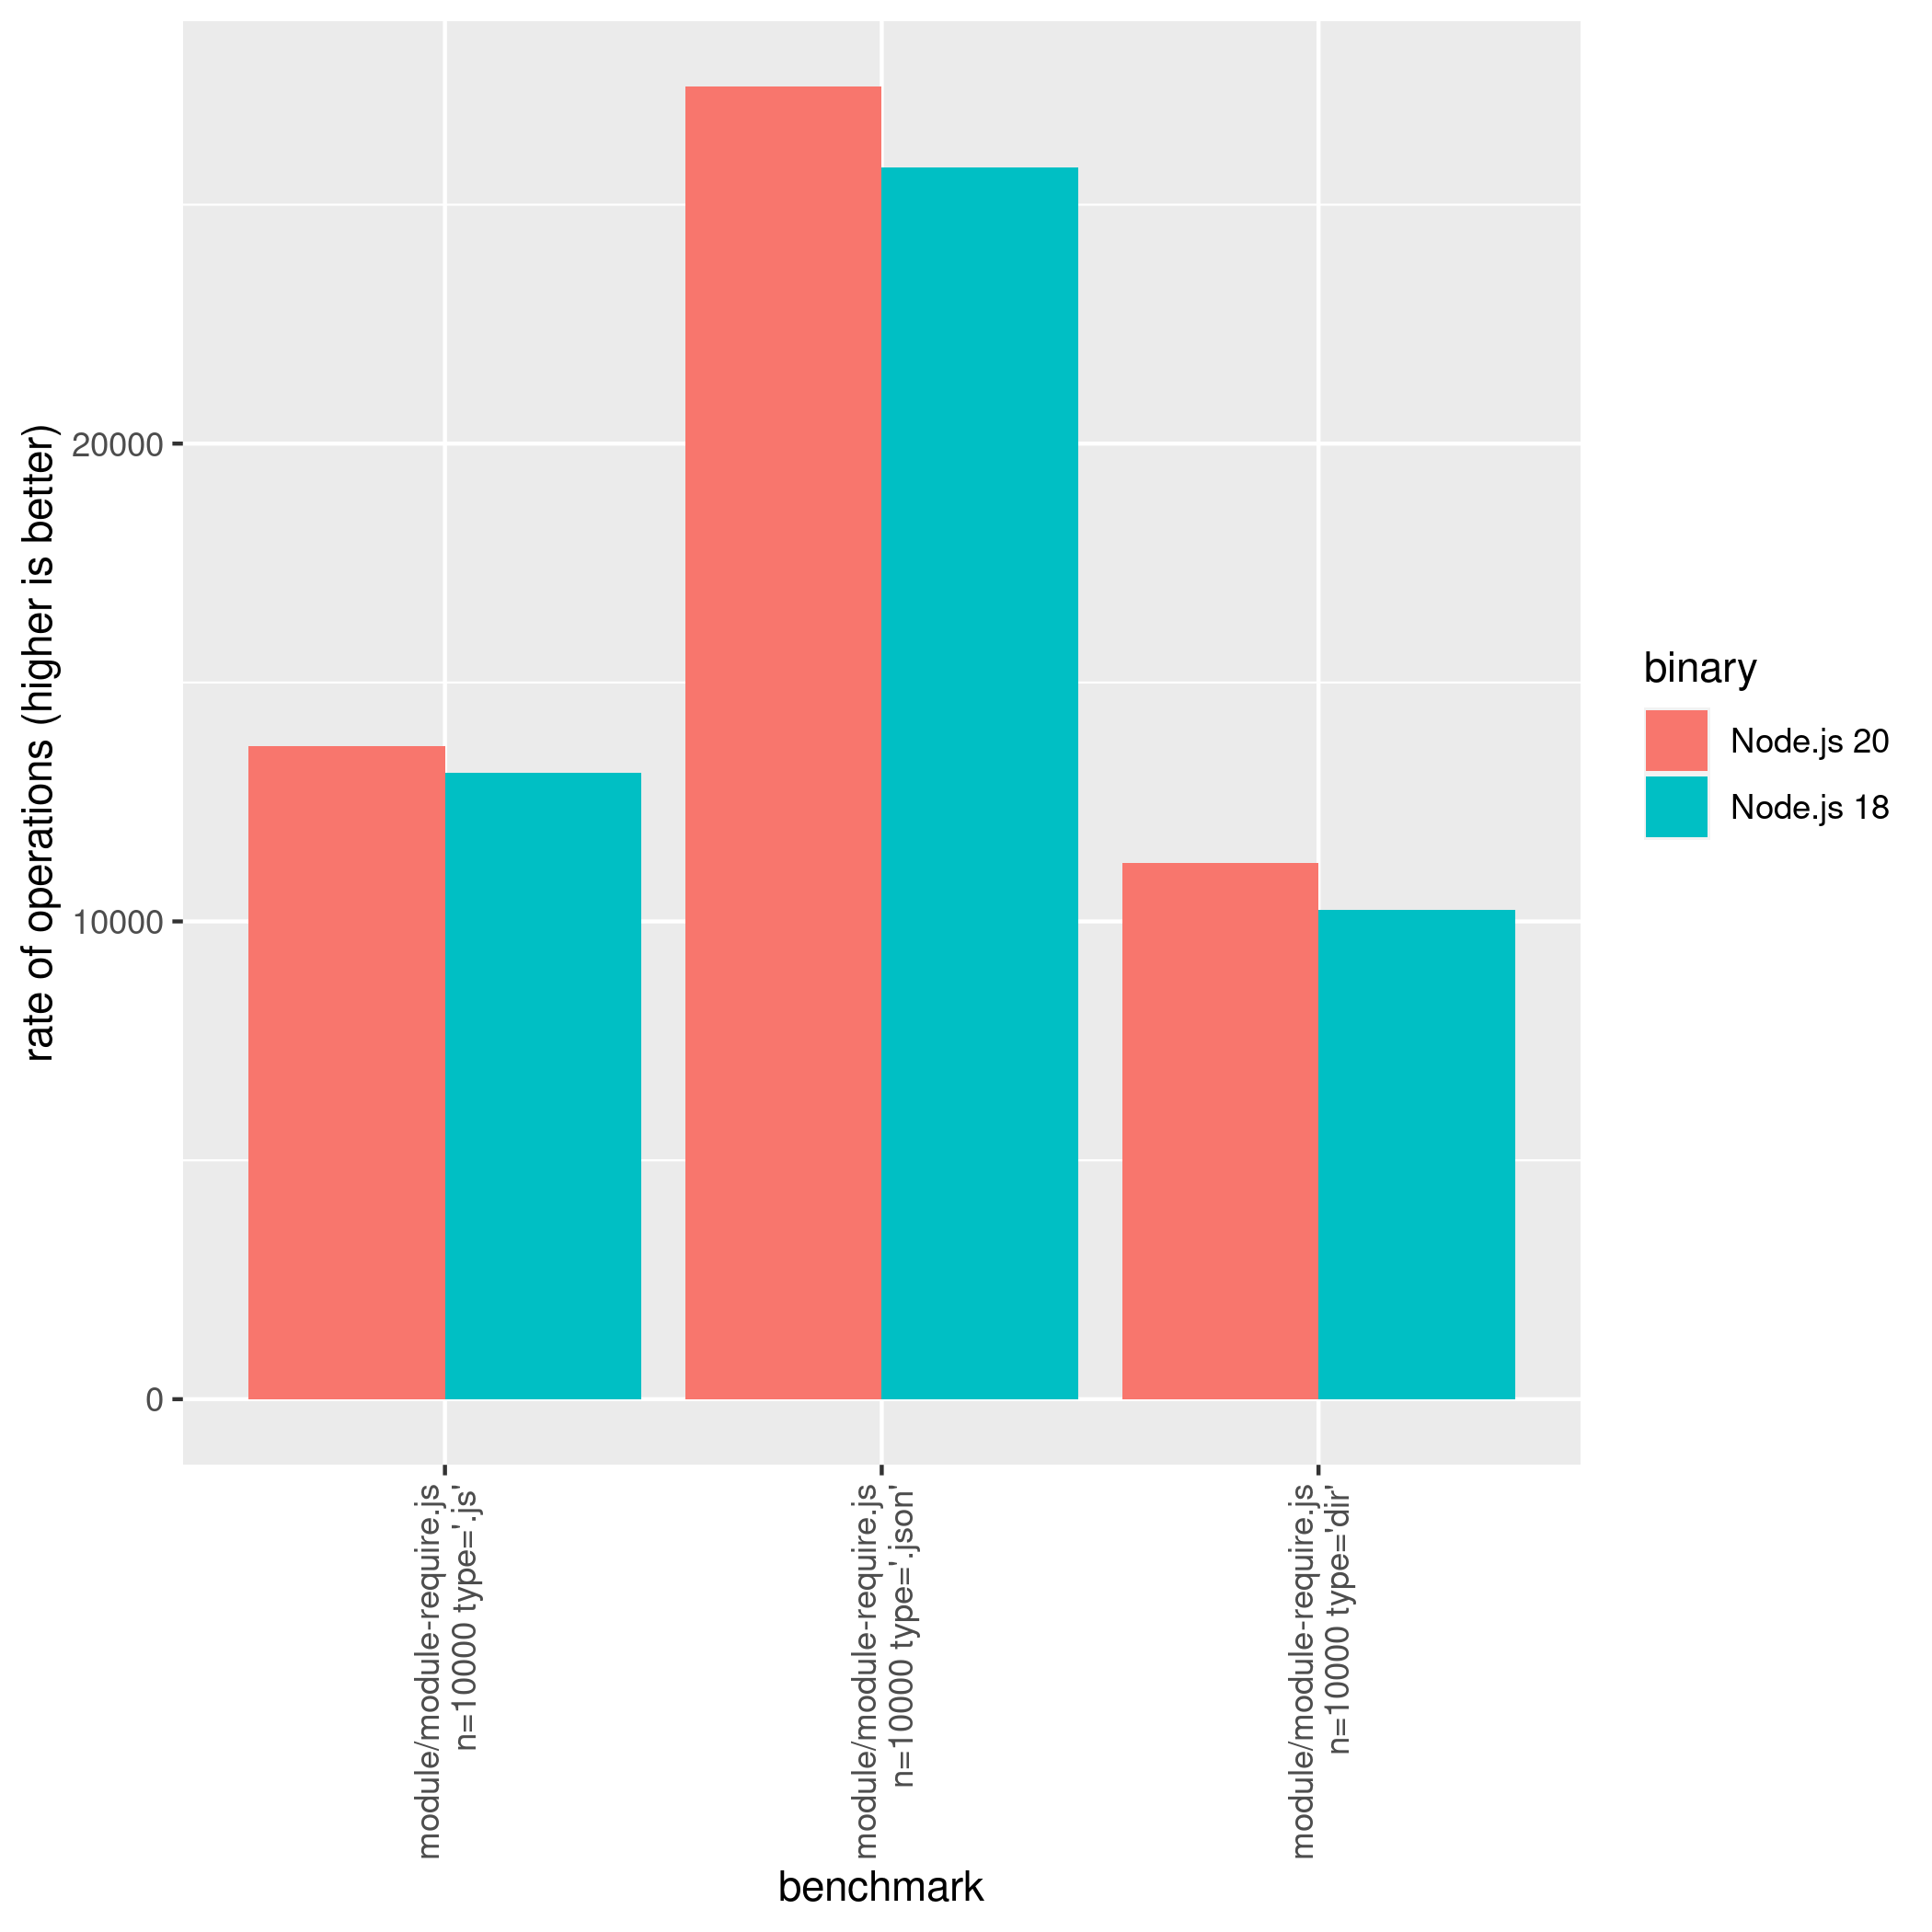 rate of operations (higher is better)
20000
10000
0
module/module-require.js
n=10000 type='.js'
module/module-require.js
n=10000 type='.json'
module/module-require.js
n=10000 type='dir'
benchmark
binary
Node.js 20
Node.js 18